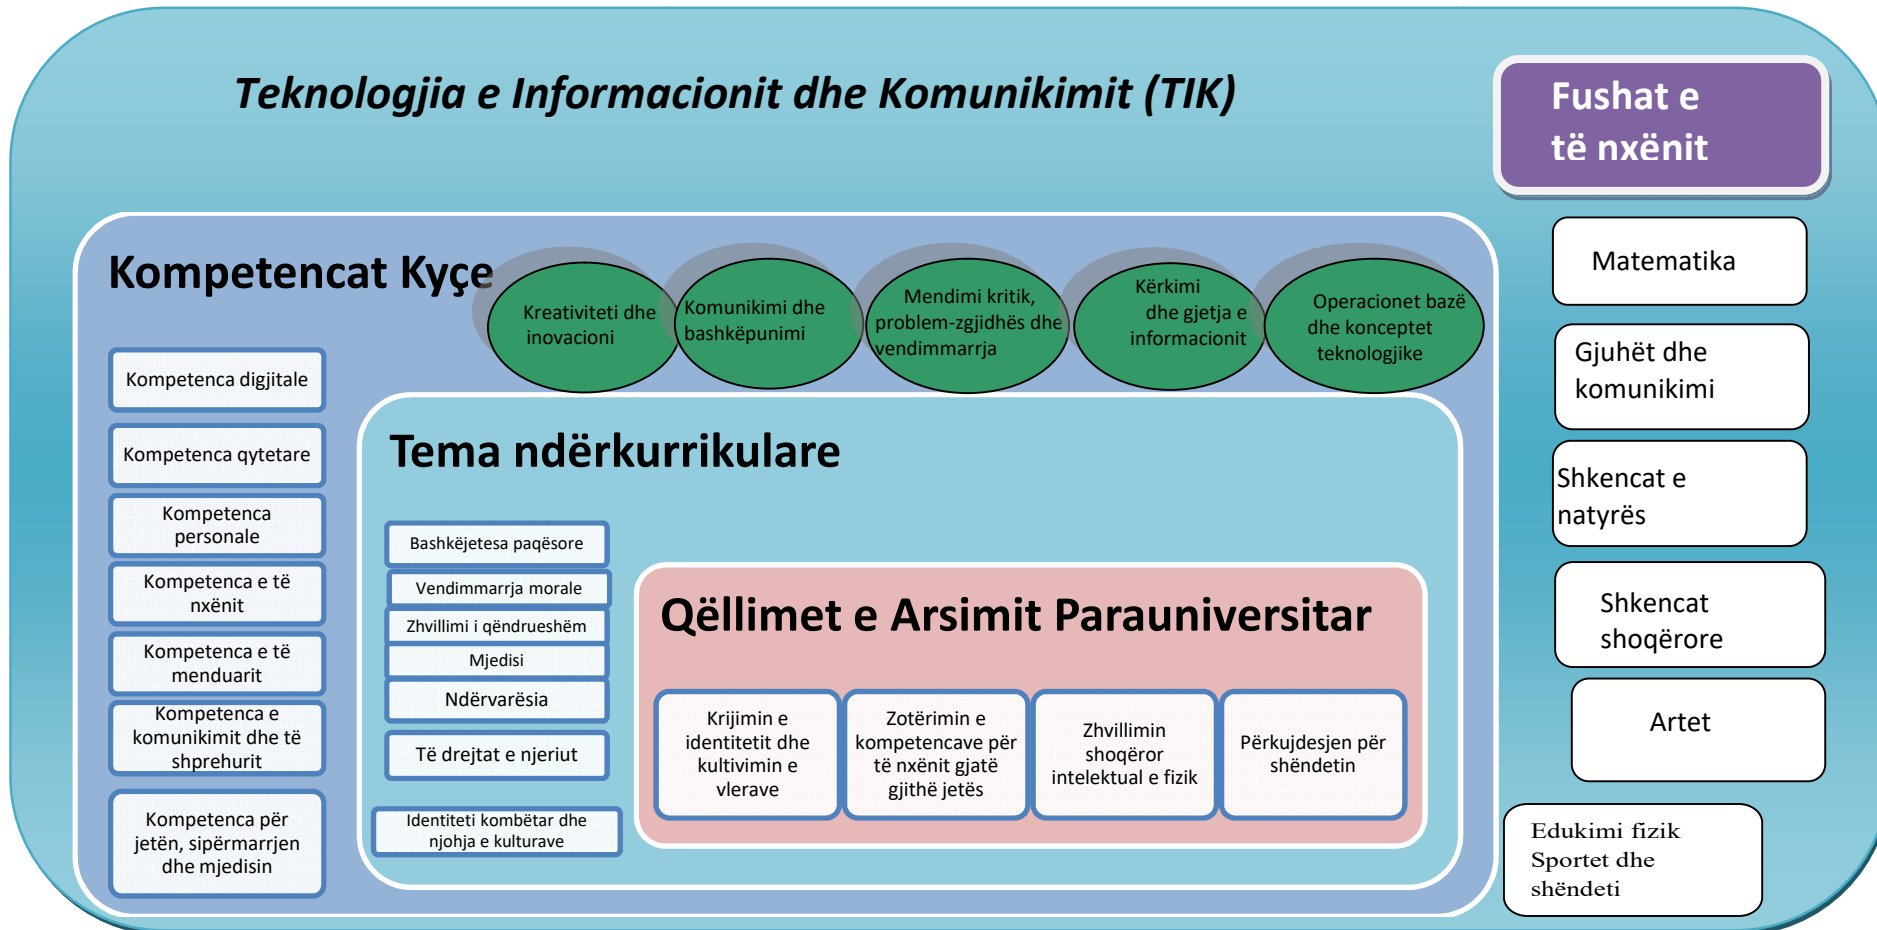 Teknologjia e Informacionit dhe Komunikimit (TIK)
Fushat e
të nxënit
Kompetencat Kyçe
Kreativiteti dhe
inovacioni
Komunikimi dhe
bashkëpunimi
Mendimi kritik,
problem-zgjidhës dhe
vendimmarrja
Kërkimi
dhe gjetja e
informacionit
Operacionet bazë
dhe konceptet
teknologjike
Kompetenca digjitale
Kompetenca qytetare
Kompetenca
personale
Kompetenca e të
nxënit
Kompetenca e të
menduarit
Kompetenca e
komunikimit dhe të
shprehurit
Kompetenca për
jetën, sipërmarrjen
dhe mjedisin
Tema ndërkurrikulare
Bashkëjetesa paqësore
Vendimmarrja morale
Zhvillimi i qëndrueshëm
Mjedisi
Ndërvarësia
Të drejtat e njeriut
Identiteti kombëtar dhe
njohja e kulturave
Qëllimet e Arsimit Parauniversitar
Krijimin e
identitetit dhe
kultivimin e
vlerave
Zotërimin e
kompetencave për
të nxënit gjatë
gjithë jetës
Zhvillimin
shoqëror
intelektual e fizik
Përkujdesjen për
shëndetin
Matematika
Gjuhët dhe
komunikimi
Shkencat e
natyrës
Shkencat
shoqërore
Artet
Edukimi fizik
Sportet dhe
shëndeti